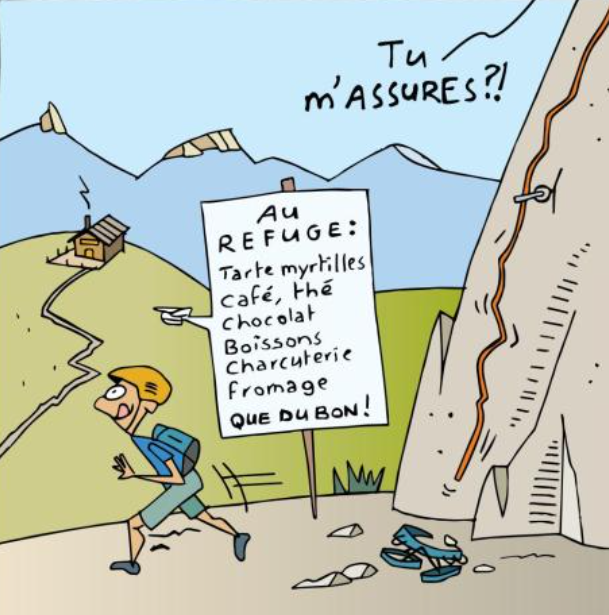 Tu
m'ASSURES?!
AU
REFUGE:
Tarte myrtilles
Café, thé
Chocolat
Boissons
Charcuterie
fromage
QUE DU BON!